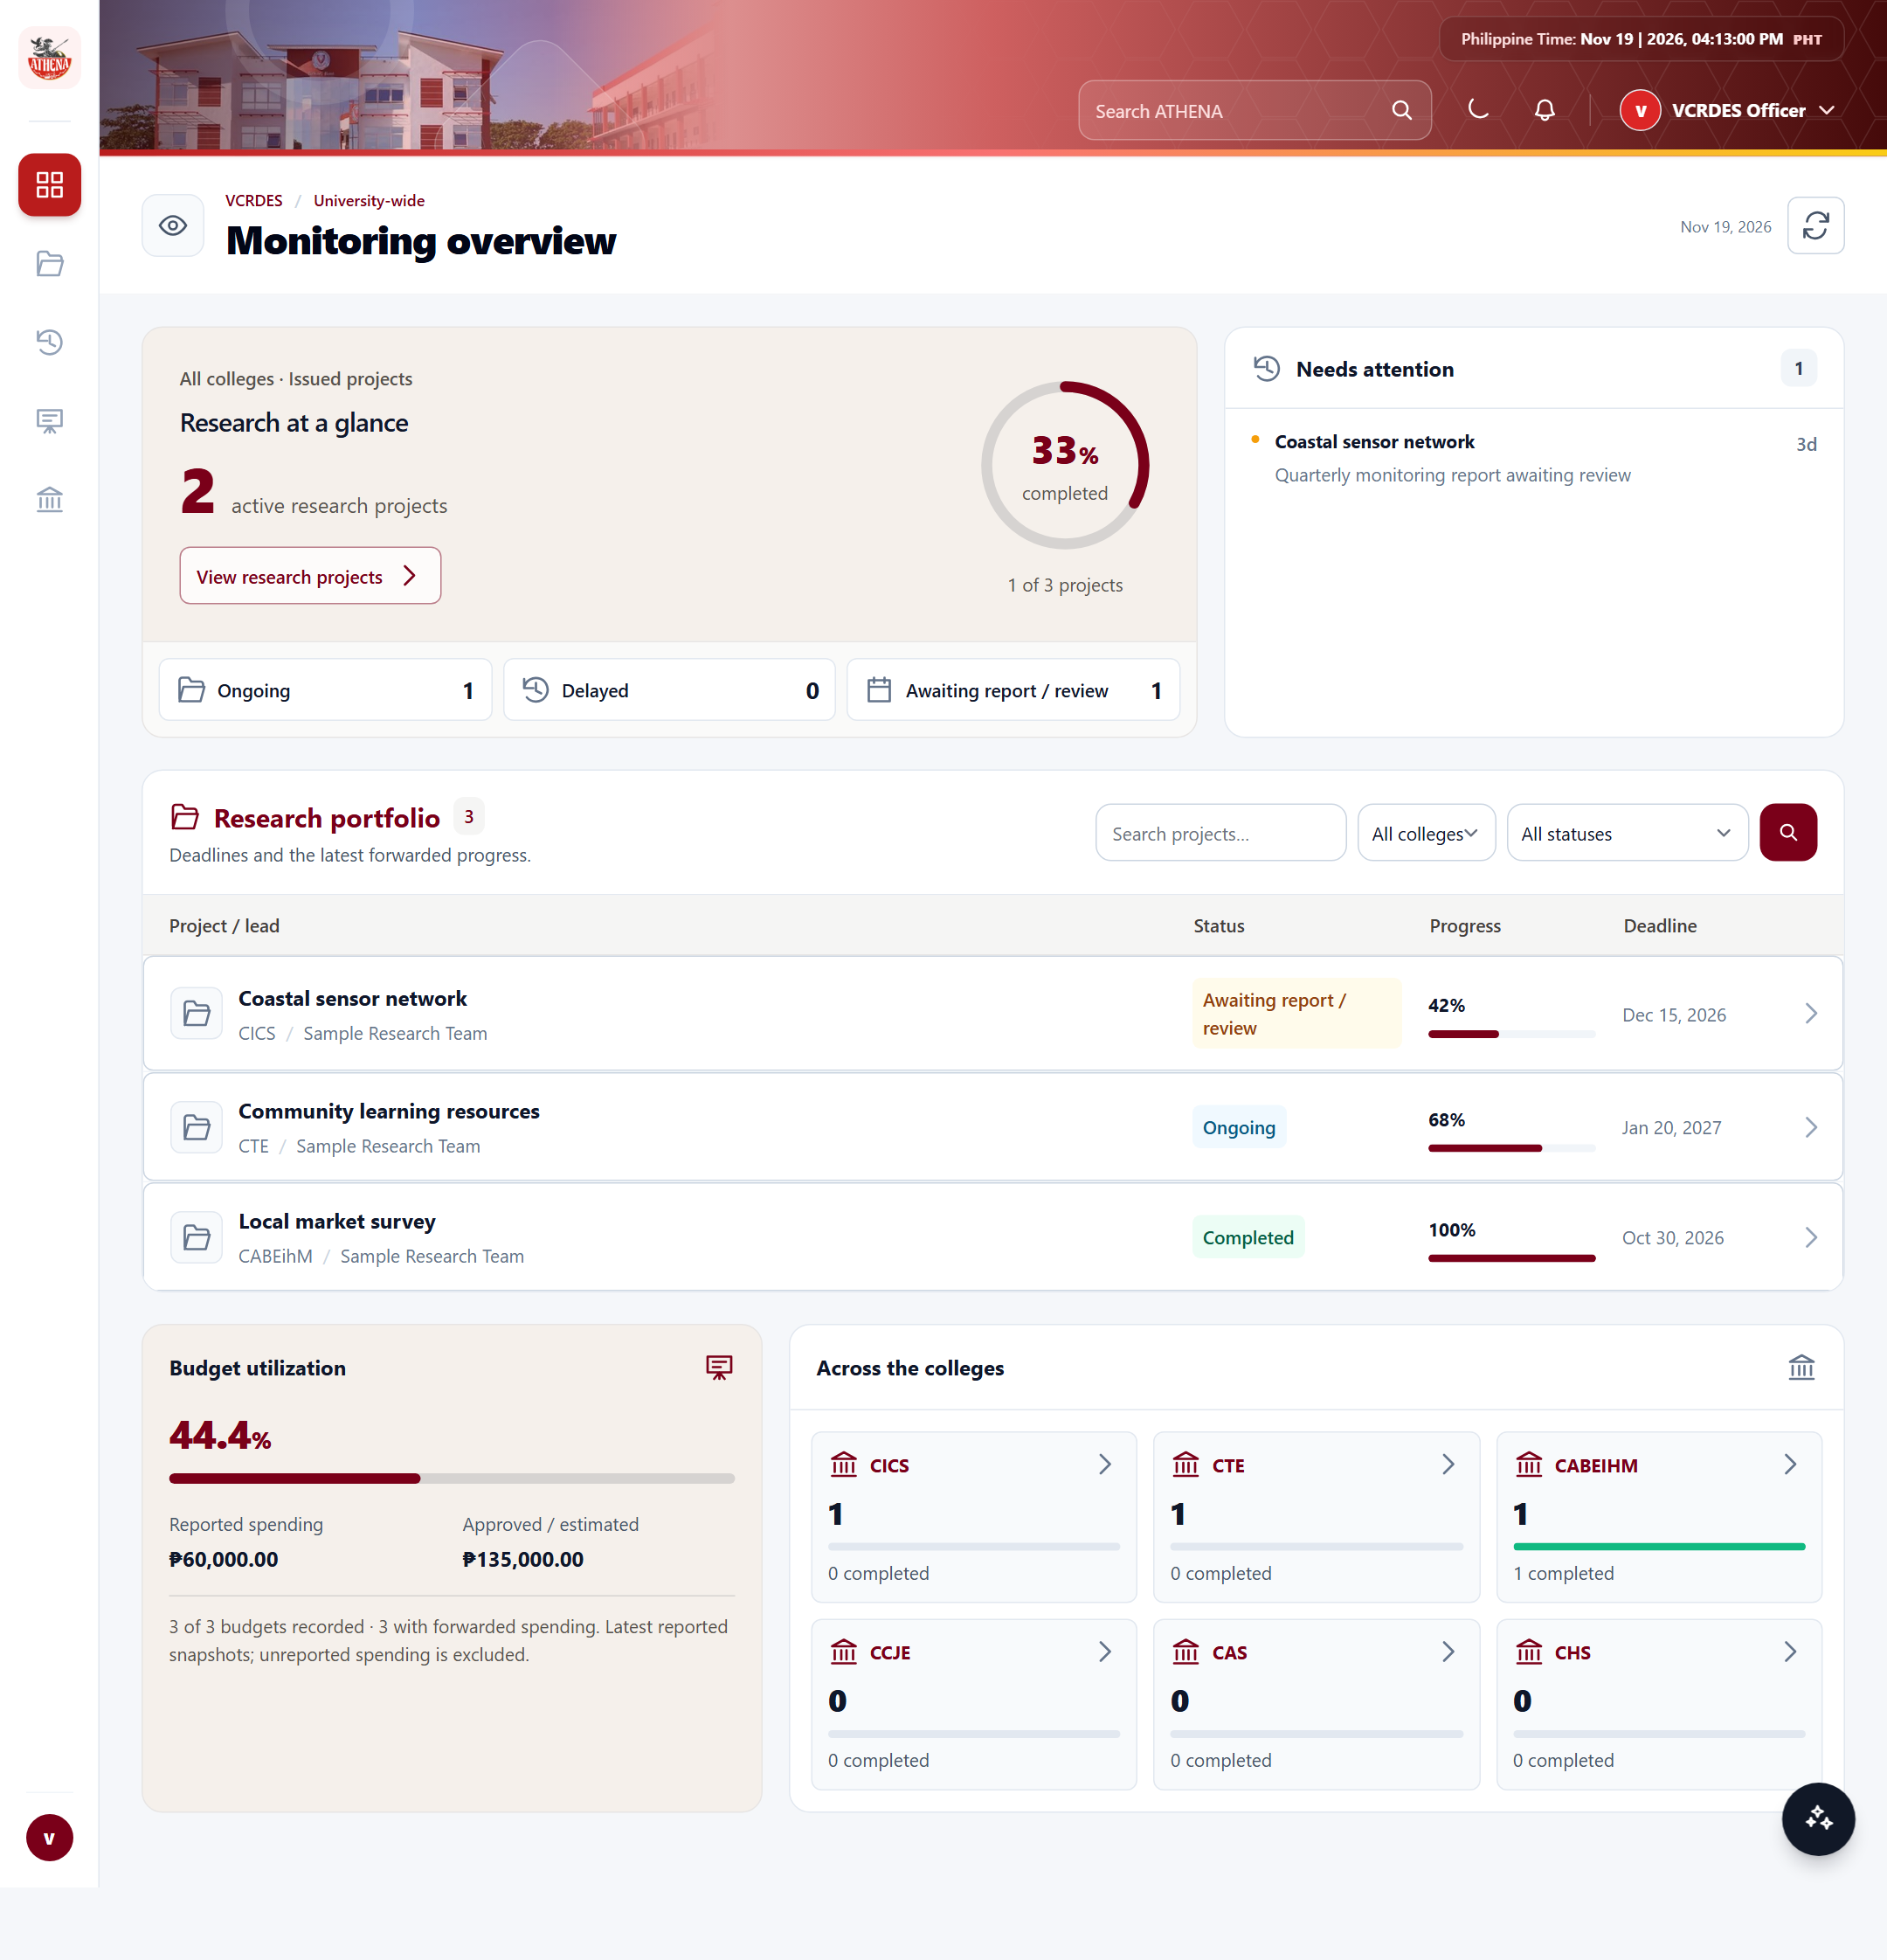 ATHENA
Philippine Time: Nov 19 | 2026, 04:13:00 PM PHT
Search ATHENA
V
VCRDES Officer
VCRDES / University-wide
Monitoring overview
Nov 19, 2026
All colleges · Issued projects
Research at a glance
2 active research projects
View research projects
33%
completed
1 of 3 projects
Ongoing 1
Delayed 0
Awaiting report / review 1
Needs attention 1
Coastal sensor network 3d
Quarterly monitoring report awaiting review
Research portfolio 3
Deadlines and the latest forwarded progress.
Search projects...
All colleges
All statuses
Project / lead Status Progress Deadline
Coastal sensor network
CICS / Sample Research Team
Awaiting report /
review
42%
Dec 15, 2026
Community learning resources
CTE / Sample Research Team
Ongoing
68%
Jan 20, 2027
Local market survey
CABEihM / Sample Research Team
Completed
100%
Oct 30, 2026
Budget utilization
44.4%
Reported spending Approved / estimated
₱60,000.00 ₱135,000.00
3 of 3 budgets recorded · 3 with forwarded spending. Latest reported
snapshots; unreported spending is excluded.
Across the colleges
CICS
1
0 completed
CTE
1
0 completed
CABEIHM
1
1 completed
CCJE
0
0 completed
CAS
0
0 completed
CHS
0
0 completed
V